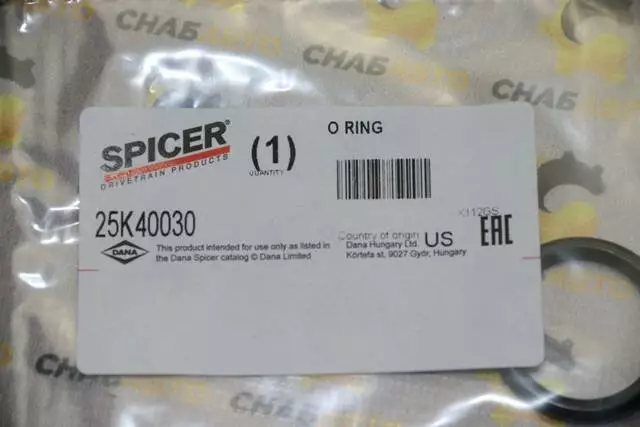 СНАБ
СНАБАВТО
СНАБ
SPICER®
DRIVETRAIN PRODUCTS
(1)
QUANTITY
O RING
25K40030
X112GS
DANA
This product intended for use only as listed in
the Dana Spicer catalog © Dana Limited
Country of origin US
Dana Hungary Ltd.
Körtefa st, 9027 Győr, Hungary
EAC
СНАБ
СНАБ